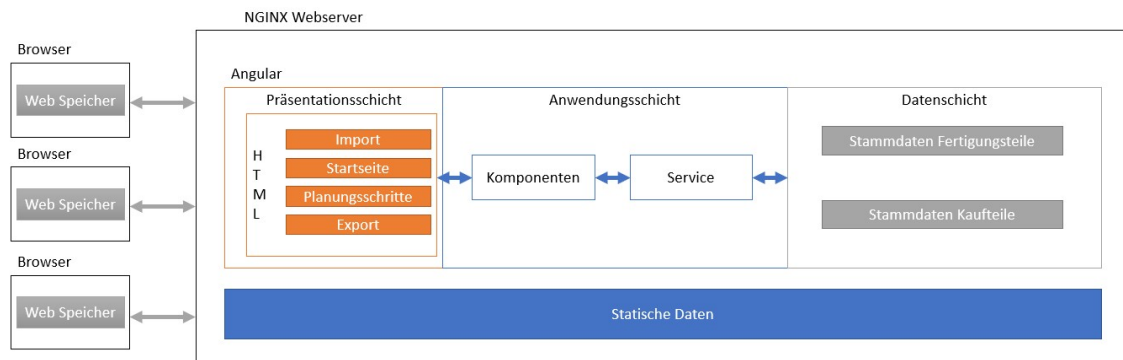 NGINX Webserver
Browser
Web Speicher
Browser
Web Speicher
Browser
Web Speicher
Angular
Präsentationsschicht
H
T
M
L
Import
Startseite
Planungsschritte
Export
Anwendungsschicht
Komponenten
Service
Datenschicht
Stammdaten Fertigungsteile
Stammdaten Kaufteile
Statische Daten